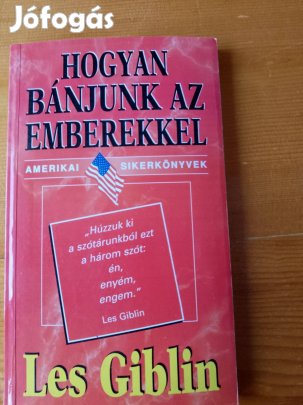 Jófogás
HOGYAN
BÁNJUNK AZ
EMBEREKKEL
AMERIKAI SIKERKÖNYVEK
„Húzzuk ki
a szótárunkból ezt
a három szót:
én,
enyém,
engem."
Les Giblin
Les Giblin